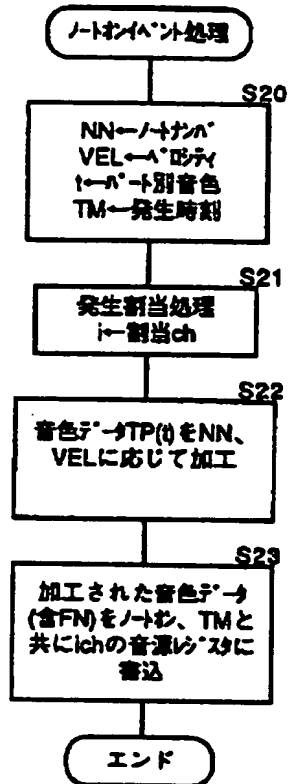 ノートオンイベント処理
S20
NN←ノートナンバ
VEL←ベロシティ
t←パート別音色
TM←発生時刻
S21
発生割当処理
i←割当ch
S22
音色データTP(t)をNN、
VELに応じて加工
S23
加工された音色データ
(含FN)をノートオン、TMと
共にichの音源レジスタに
書込
エンド